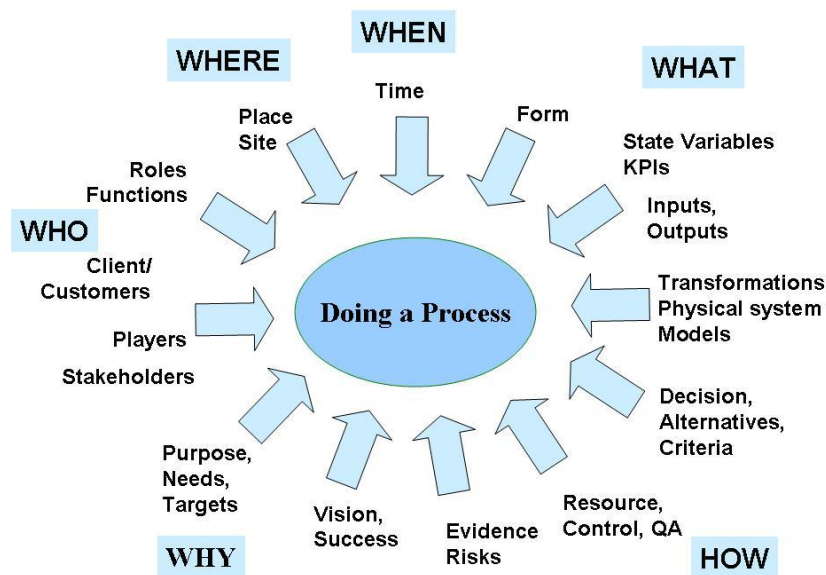 WHEN
WHERE
WHAT
Time
Form
Place
Site
State Variables
KPIs
Roles
Functions
Inputs,
Outputs
WHO
Client/
Customers
Transformations
Physical system
Models
Doing a Process
Players
Stakeholders
Decision,
Alternatives,
Criteria
Purpose,
Needs,
Targets
Vision,
Success
Evidence
Risks
Resource,
Control, QA
WHY
HOW